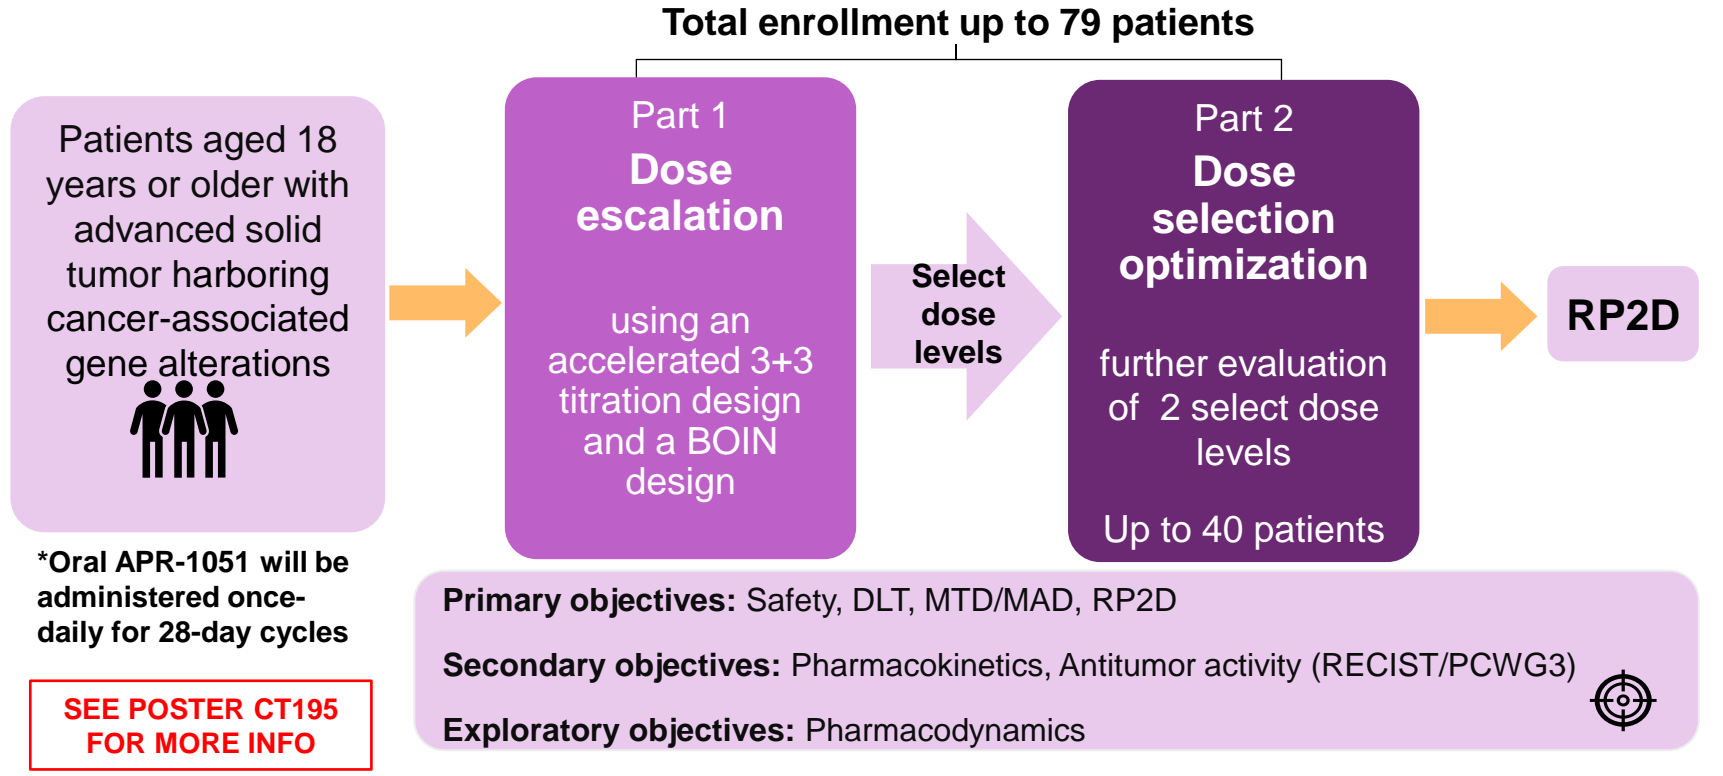 Total enrollment up to 79 patients
Patients aged 18
years or older with
advanced solid
tumor harboring
cancer-associated
gene alterations
*Oral APR-1051 will be
administered once-
daily for 28-day cycles
SEE POSTER CT195
FOR MORE INFO
Part 1
Dose
escalation
using an
accelerated 3+3
titration design
and a BOIN
design
Select
dose
levels
Part 2
Dose
selection
optimization
further evaluation
of 2 select dose
levels
Up to 40 patients
RP2D
Primary objectives: Safety, DLT, MTD/MAD, RP2D
Secondary objectives: Pharmacokinetics, Antitumor activity (RECIST/PCWG3)
Exploratory objectives: Pharmacodynamics